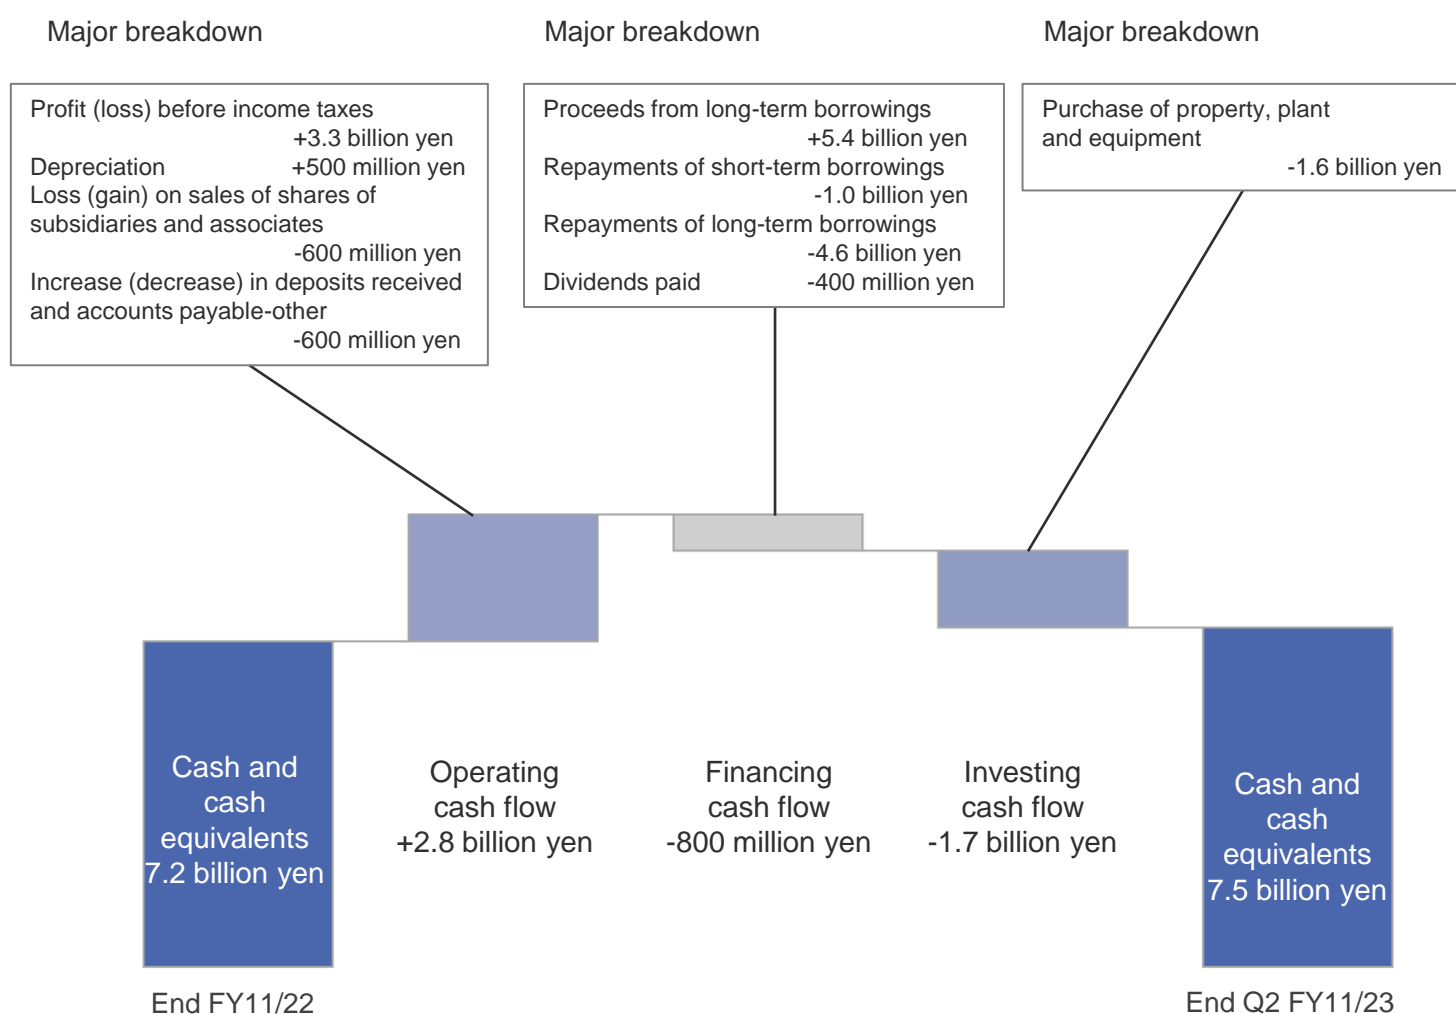 Major breakdown
Profit (loss) before income taxes
+3.3 billion yen
Depreciation +500 million yen
Loss (gain) on sales of shares of
subsidiaries and associates
-600 million yen
Increase (decrease) in deposits received
and accounts payable-other
-600 million yen
Major breakdown
Proceeds from long-term borrowings
+5.4 billion yen
Repayments of short-term borrowings
-1.0 billion yen
Repayments of long-term borrowings
-4.6 billion yen
Dividends paid -400 million yen
Major breakdown
Purchase of property, plant
and equipment
-1.6 billion yen
Cash and
cash
equivalents
7.2 billion yen
End FY11/22
Operating
cash flow
+2.8 billion yen
Financing
cash flow
-800 million yen
Investing
cash flow
-1.7 billion yen
Cash and
cash
equivalents
7.5 billion yen
End Q2 FY11/23